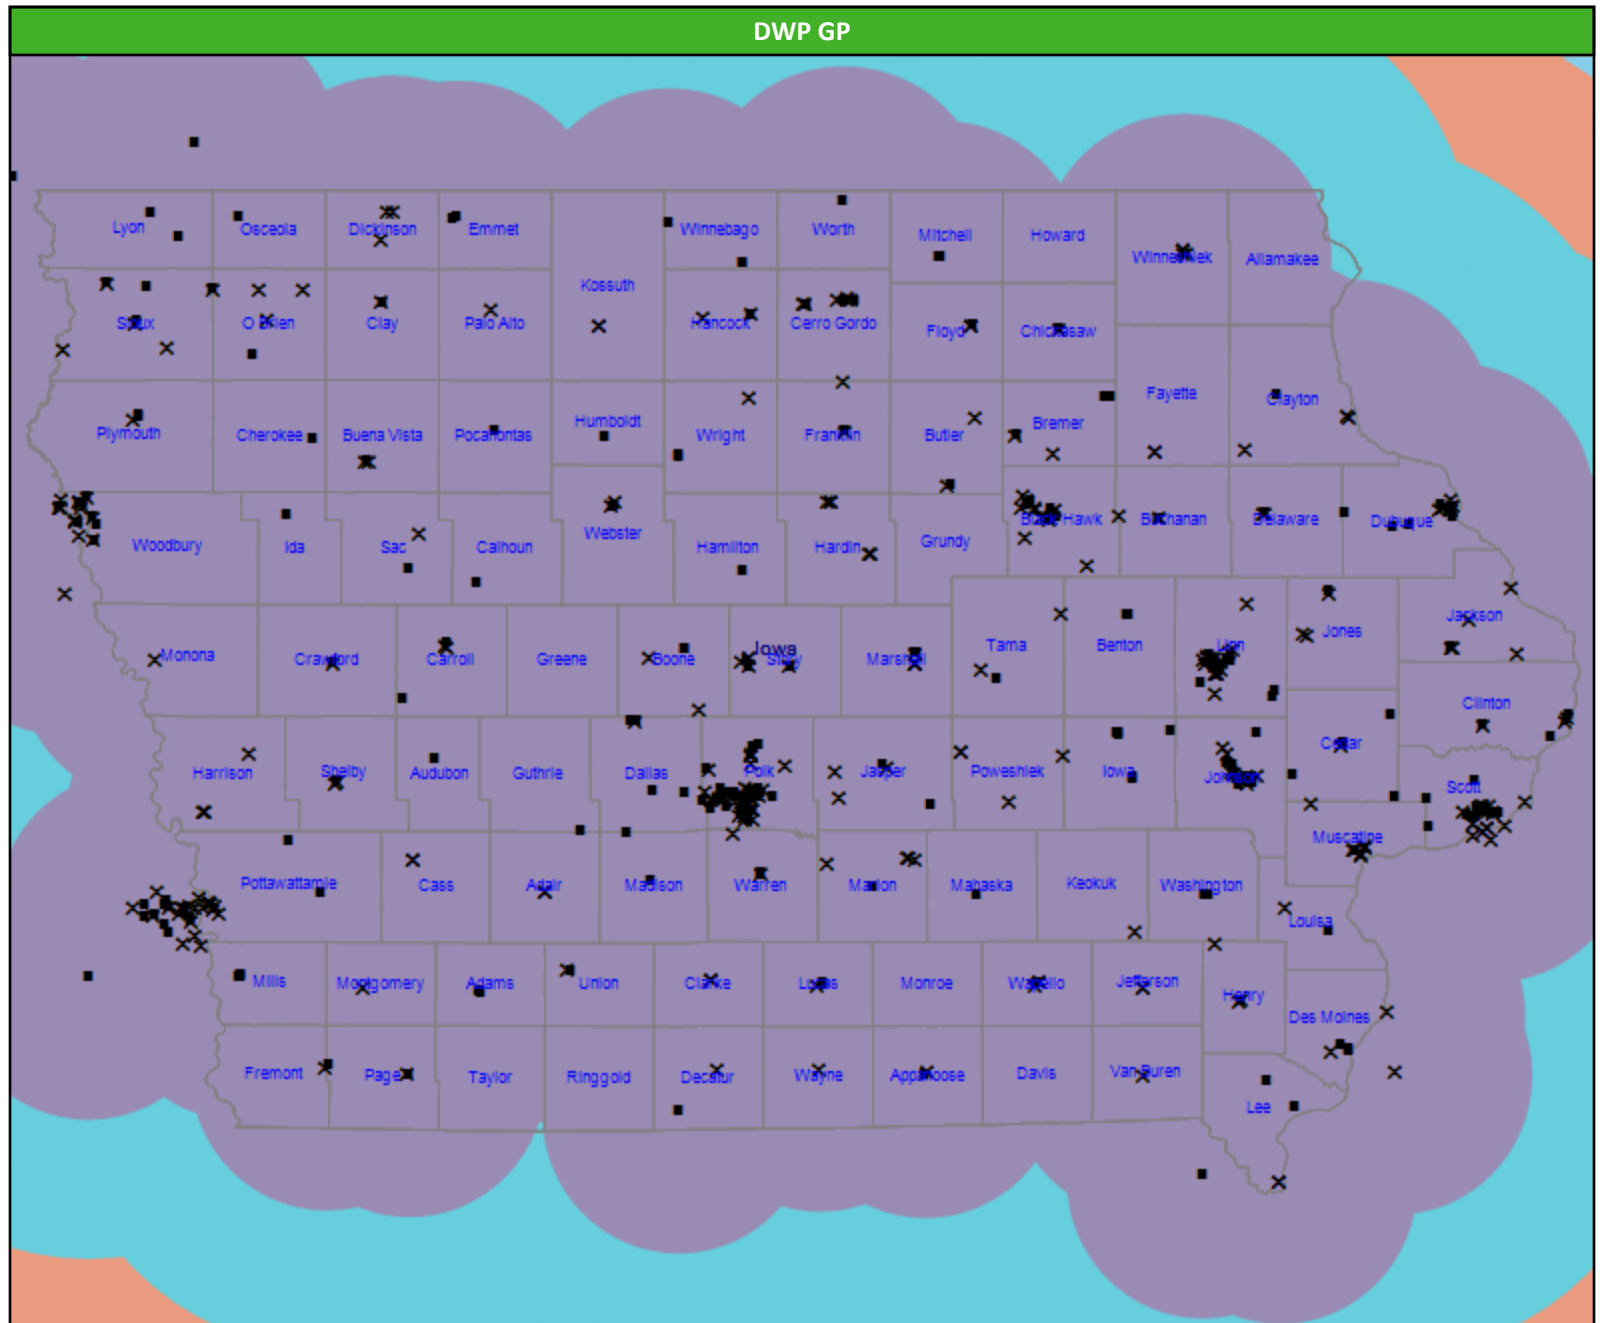 DWP GP
Lyon Osceola Dickinson Emmet Winnebago Worth Mitchell Howard Winneshiek Allamakee
Kossuth
Sioux O Brien Clay Palo Alto Hancock Cerro Gordo Floyd Chickasaw
Fayette Clayton
Plymouth Cherokee Buena Vista Pocahontas Humboldt Wright Franklin Butler Bremer
Woodbury Ida Sac Calhoun Webster Hamilton Hardin Grundy Black Hawk Buchanan Delaware Dubuque
Iowa
Monona Crawford Carroll Greene Boone Story Marshall Tama Benton Linn Jones Jackson
Clinton
Harrison Shelby Audubon Guthrie Dallas Polk Jasper Poweshiek Iowa Johnson Cedar Scott
Muscatine
Pottawattamie Cass Adair Madison Warren Marion Mahaska Keokuk Washington Louisa
Mills Montgomery Adams Union Clarke Lucas Monroe Wapello Jefferson Henry Des Moines
Fremont Page Taylor Ringgold Decatur Wayne Appanoose Davis Van Buren Lee